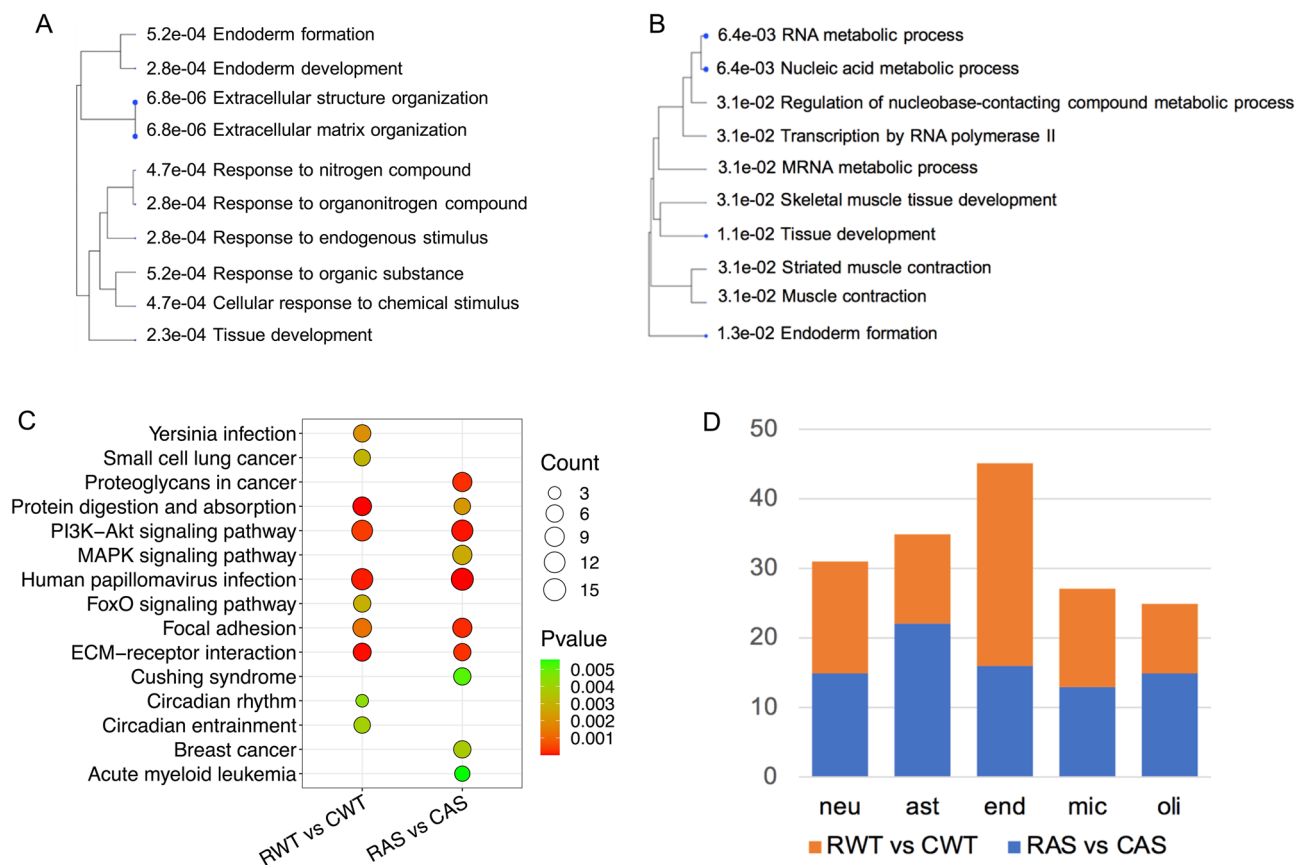 A
5.2e-04 Endoderm formation
2.8e-04 Endoderm development
6.8e-06 Extracellular structure organization
6.8e-06 Extracellular matrix organization
4.7e-04 Response to nitrogen compound
2.8e-04 Response to organonitrogen compound
2.8e-04 Response to endogenous stimulus
5.2e-04 Response to organic substance
4.7e-04 Cellular response to chemical stimulus
2.3e-04 Tissue development
B
6.4e-03 RNA metabolic process
6.4e-03 Nucleic acid metabolic process
3.1e-02 Regulation of nucleobase-contacting compound metabolic process
3.1e-02 Transcription by RNA polymerase II
3.1e-02 MRNA metabolic process
3.1e-02 Skeletal muscle tissue development
1.1e-02 Tissue development
3.1e-02 Striated muscle contraction
3.1e-02 Muscle contraction
1.3e-02 Endoderm formation
C
Yersinia infection
Small cell lung cancer
Proteoglycans in cancer
Protein digestion and absorption
PI3K−Akt signaling pathway
MAPK signaling pathway
Human papillomavirus infection
FoxO signaling pathway
Focal adhesion
ECM−receptor interaction
Cushing syndrome
Circadian rhythm
Circadian entrainment
Breast cancer
Acute myeloid leukemia
RWT vs CWT
RAS vs CAS
Count
3
6
9
12
15
Pvalue
0.005
0.004
0.003
0.002
0.001
D
50
40
30
20
10
0
neu ast end mic oli
RWT vs CWT RAS vs CAS